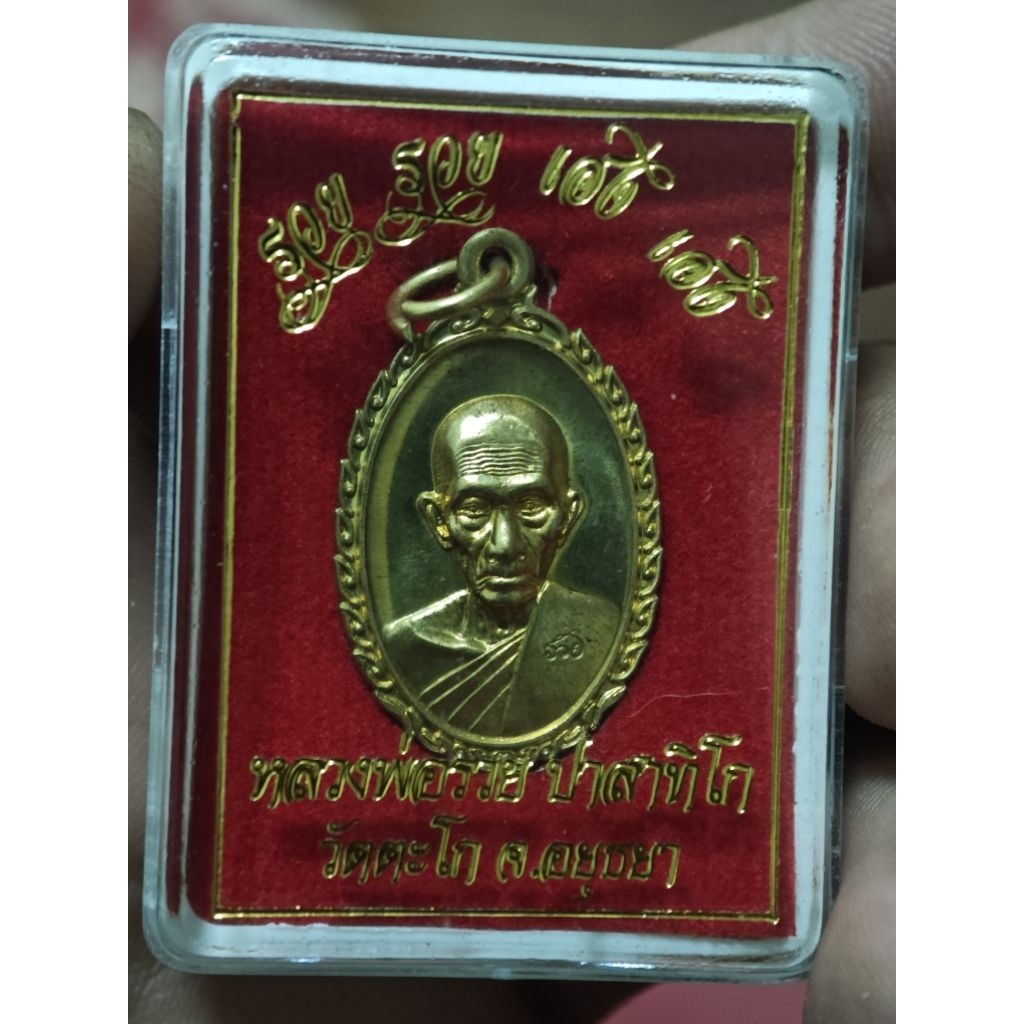 รวย รวย เฮง เฮง
รวย
หลวงพ่อรวย ปาสาทิโก
วัดตะโก จ.อยุธยา